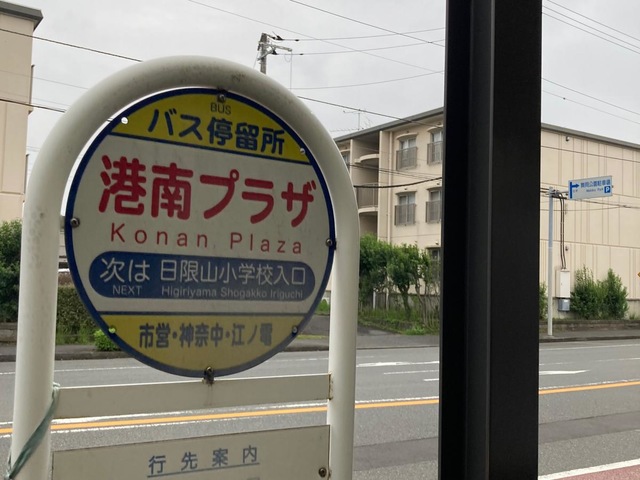 BUS
バス停留所
港南プラザ
Konan Plaza
次は 日限山小学校入口
NEXT Higiriyama Shogakko Iriguchi
市営・神奈中・江ノ電
行先案内
P